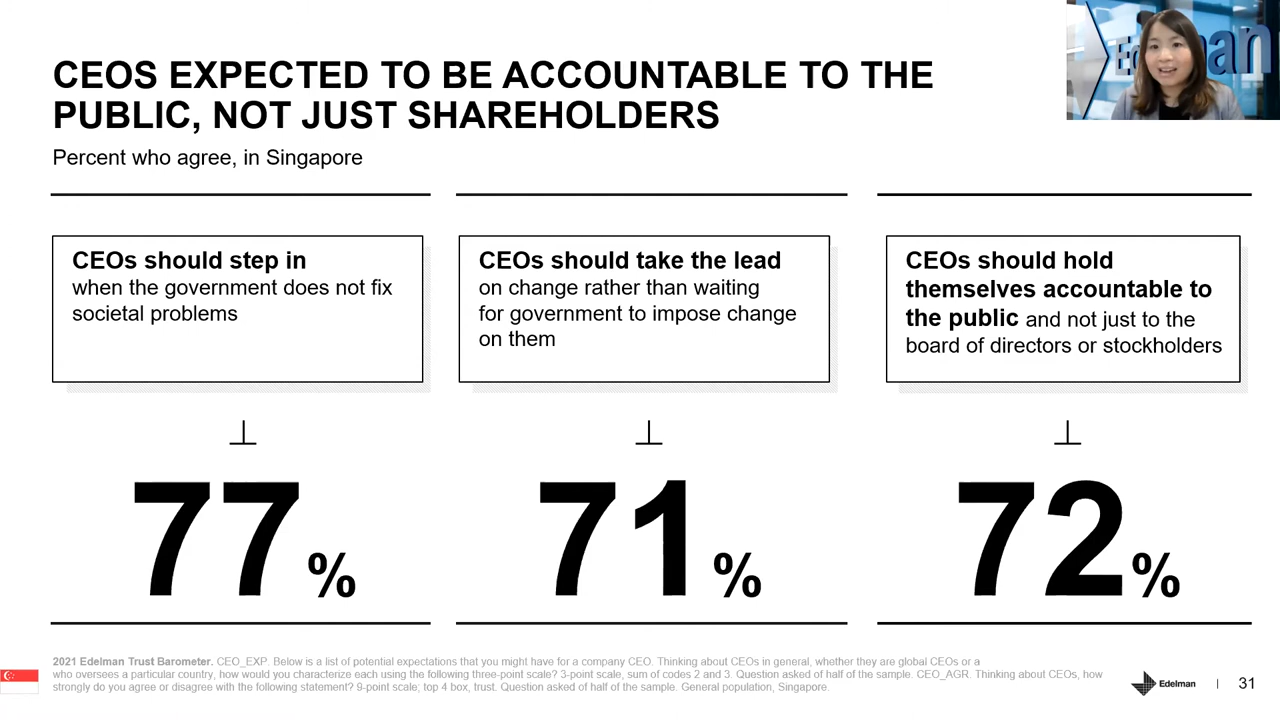 Edelman
CEOS EXPECTED TO BE ACCOUNTABLE TO THE
PUBLIC, NOT JUST SHAREHOLDERS
Percent who agree, in Singapore
CEOs should step in
when the government does not fix
societal problems
CEOs should take the lead
on change rather than waiting
for government to impose change
on them
CEOs should hold
themselves accountable to
the public and not just to the
board of directors or stockholders
77%
71%
72%
2021 Edelman Trust Barometer. CEO_EXP. Below is a list of potential expectations that you might have for a company CEO. Thinking about CEOs in general, whether they are global CEOs or a
who oversees a particular country, how would you characterize each using the following three-point scale? 3-point scale, sum of codes 2 and 3. Question asked of half of the sample. CEO_AGR. Thinking about CEOs, how
strongly do you agree or disagree with the following statement? 9-point scale; top 4 box, trust. Question asked of half of the sample. General population, Singapore.
Edelman | 31